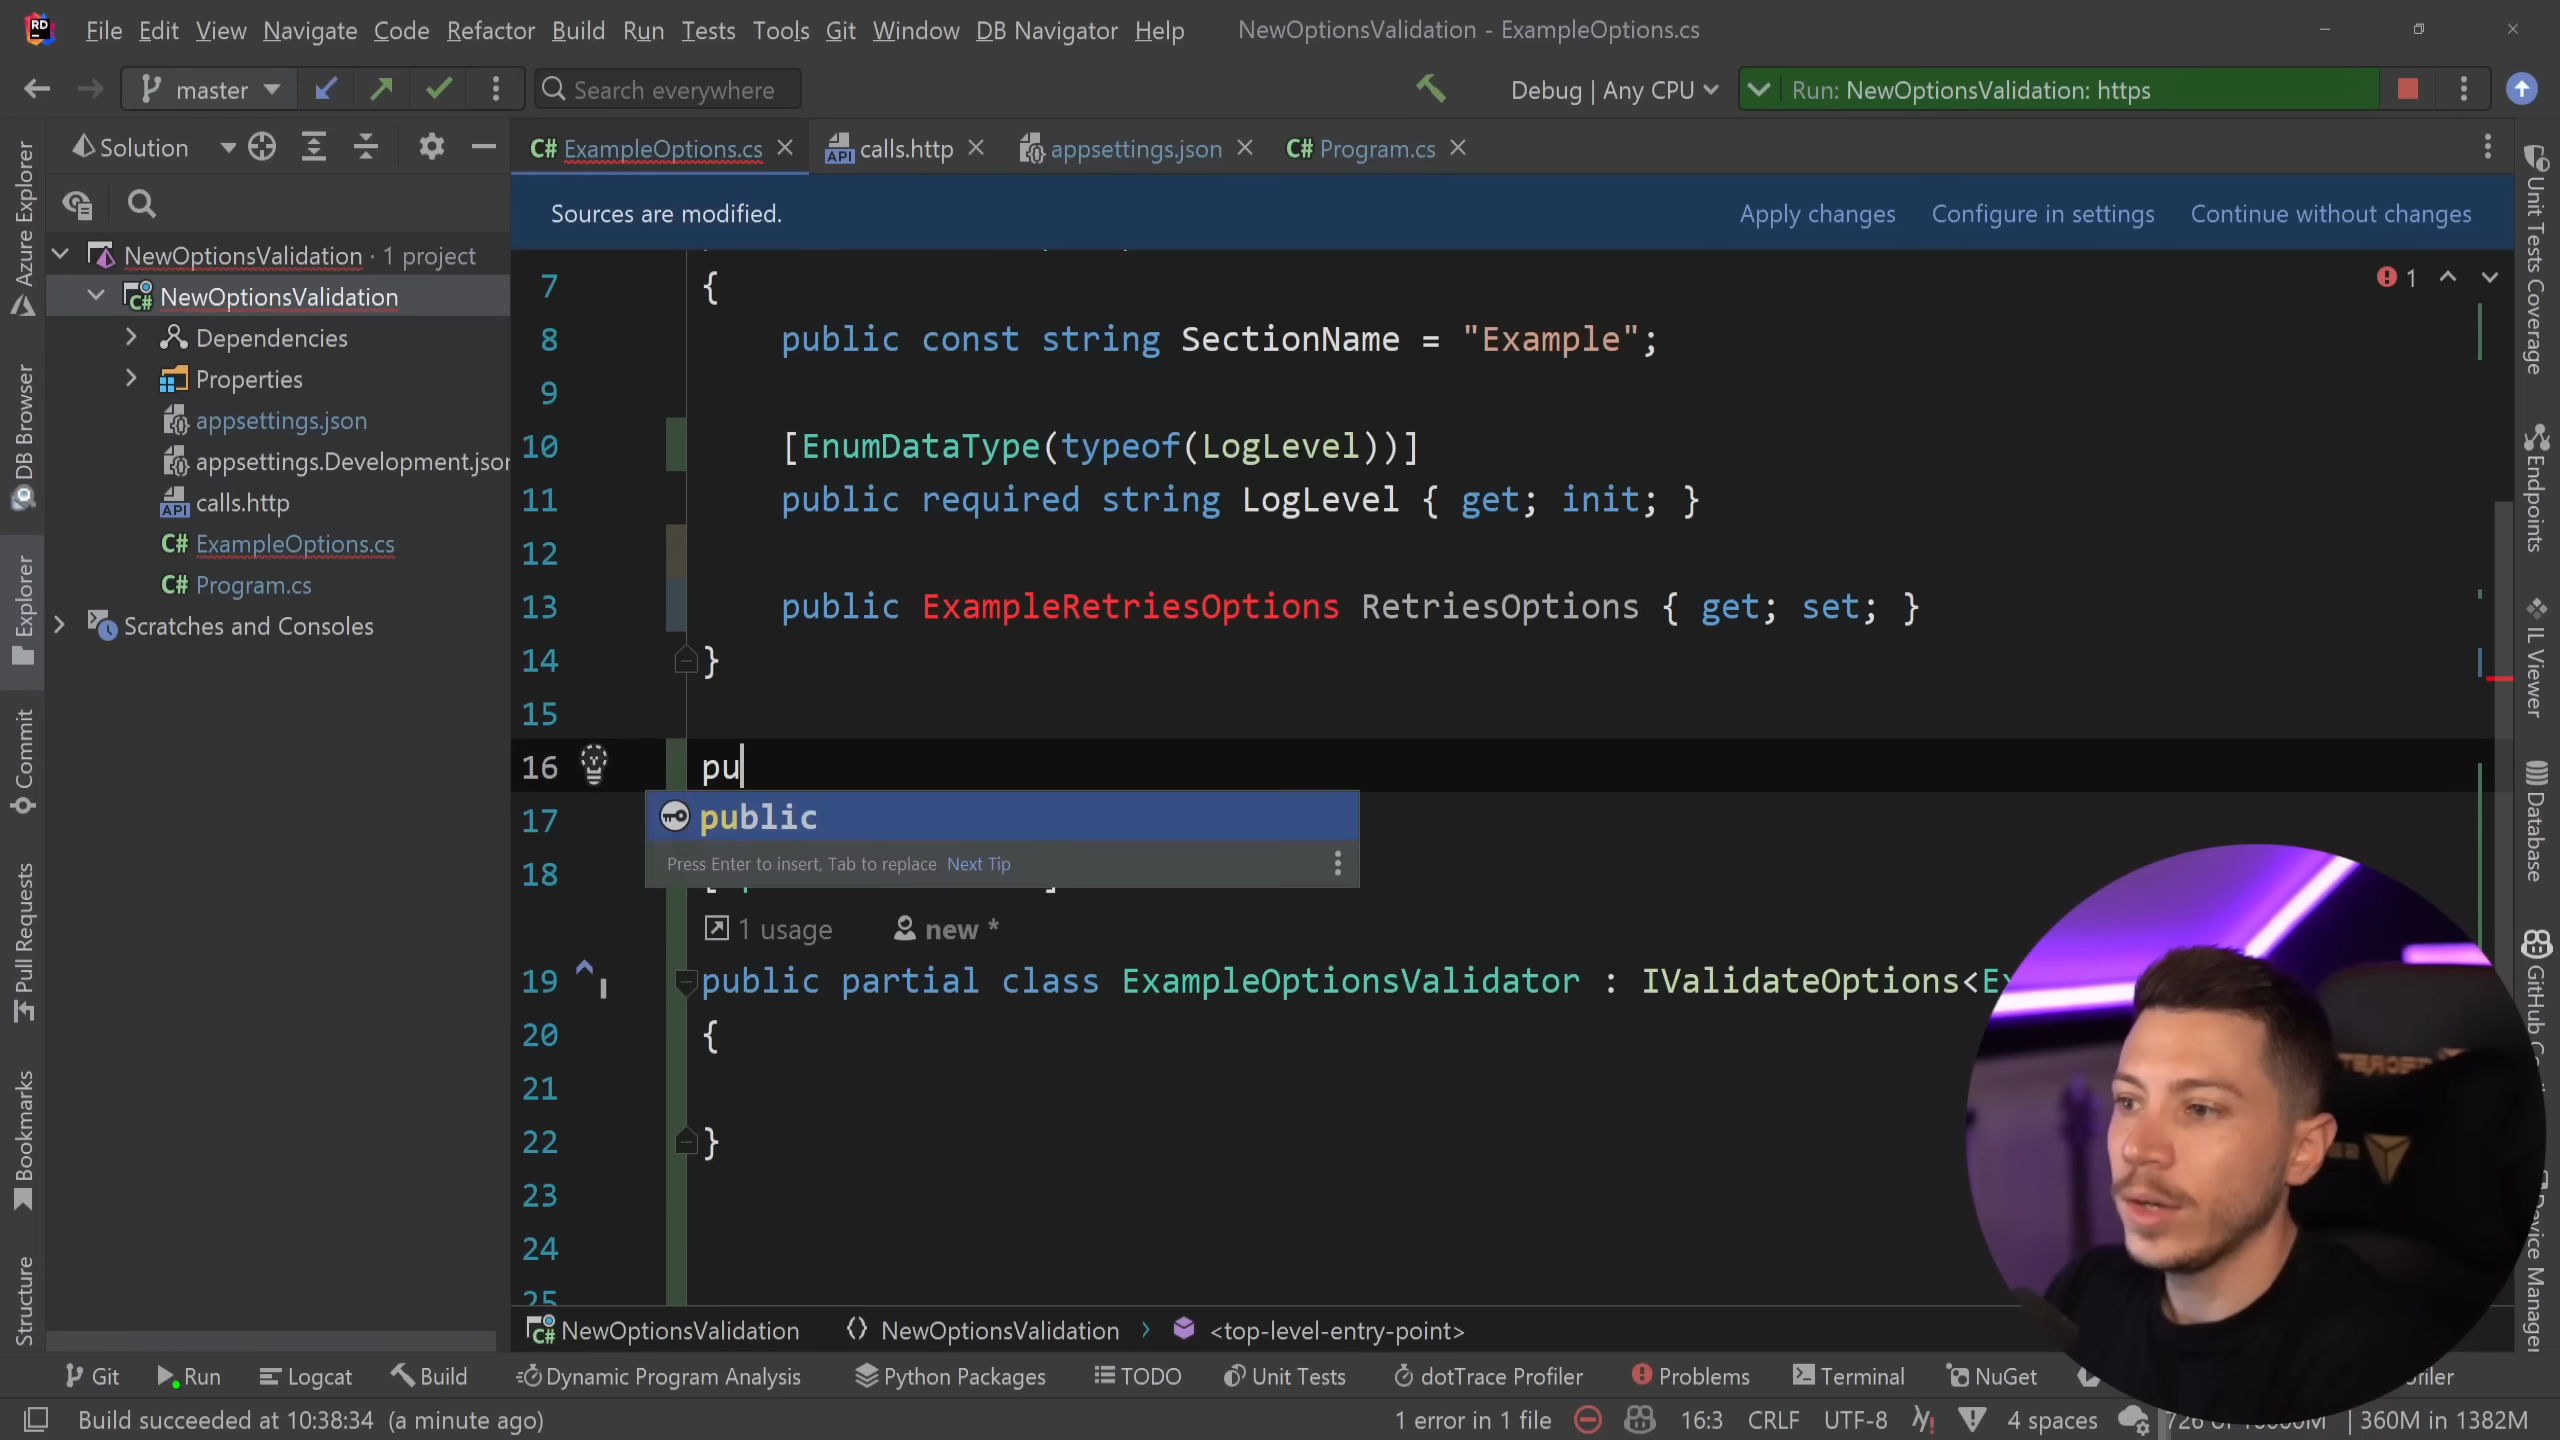 File Edit View Navigate Code Refactor Build Run Tests Tools Git Window DB Navigator Help NewOptionsValidation - ExampleOptions.cs
master Search everywhere Debug | Any CPU Run: NewOptionsValidation: https
Solution
ExampleOptions.cs calls.http appsettings.json Program.cs
Sources are modified. Apply changes Configure in settings Continue without changes
NewOptionsValidation · 1 project
NewOptionsValidation
Dependencies
Properties
appsettings.json
appsettings.Development.json
calls.http
ExampleOptions.cs
Program.cs
Scratches and Consoles
Azure Explorer
DB Browser
Explorer
Commit
Pull Requests
Bookmarks
Structure
1
7 {
8 public const string SectionName = "Example";
9
10 [EnumDataType(typeof(LogLevel))]
11 public required string LogLevel { get; init; }
12
13 public ExampleRetriesOptions RetriesOptions { get; set; }
14 }
15
16 pu
public
Press Enter to insert, Tab to replace Next Tip
17
18
1 usage new *
19 public partial class ExampleOptionsValidator : IValidateOptions<E
20 {
21
22 }
23
24
25
Unit Tests Coverage
Endpoints
IL Viewer
Database
Device Manager
NewOptionsValidation NewOptionsValidation <top-level-entry-point>
Git Run Logcat Build Dynamic Program Analysis Python Packages TODO Unit Tests dotTrace Profiler Problems Terminal NuGet
Build succeeded at 10:38:34 (a minute ago) 1 error in 1 file 16:3 CRLF UTF-8 4 spaces 360M in 1382M